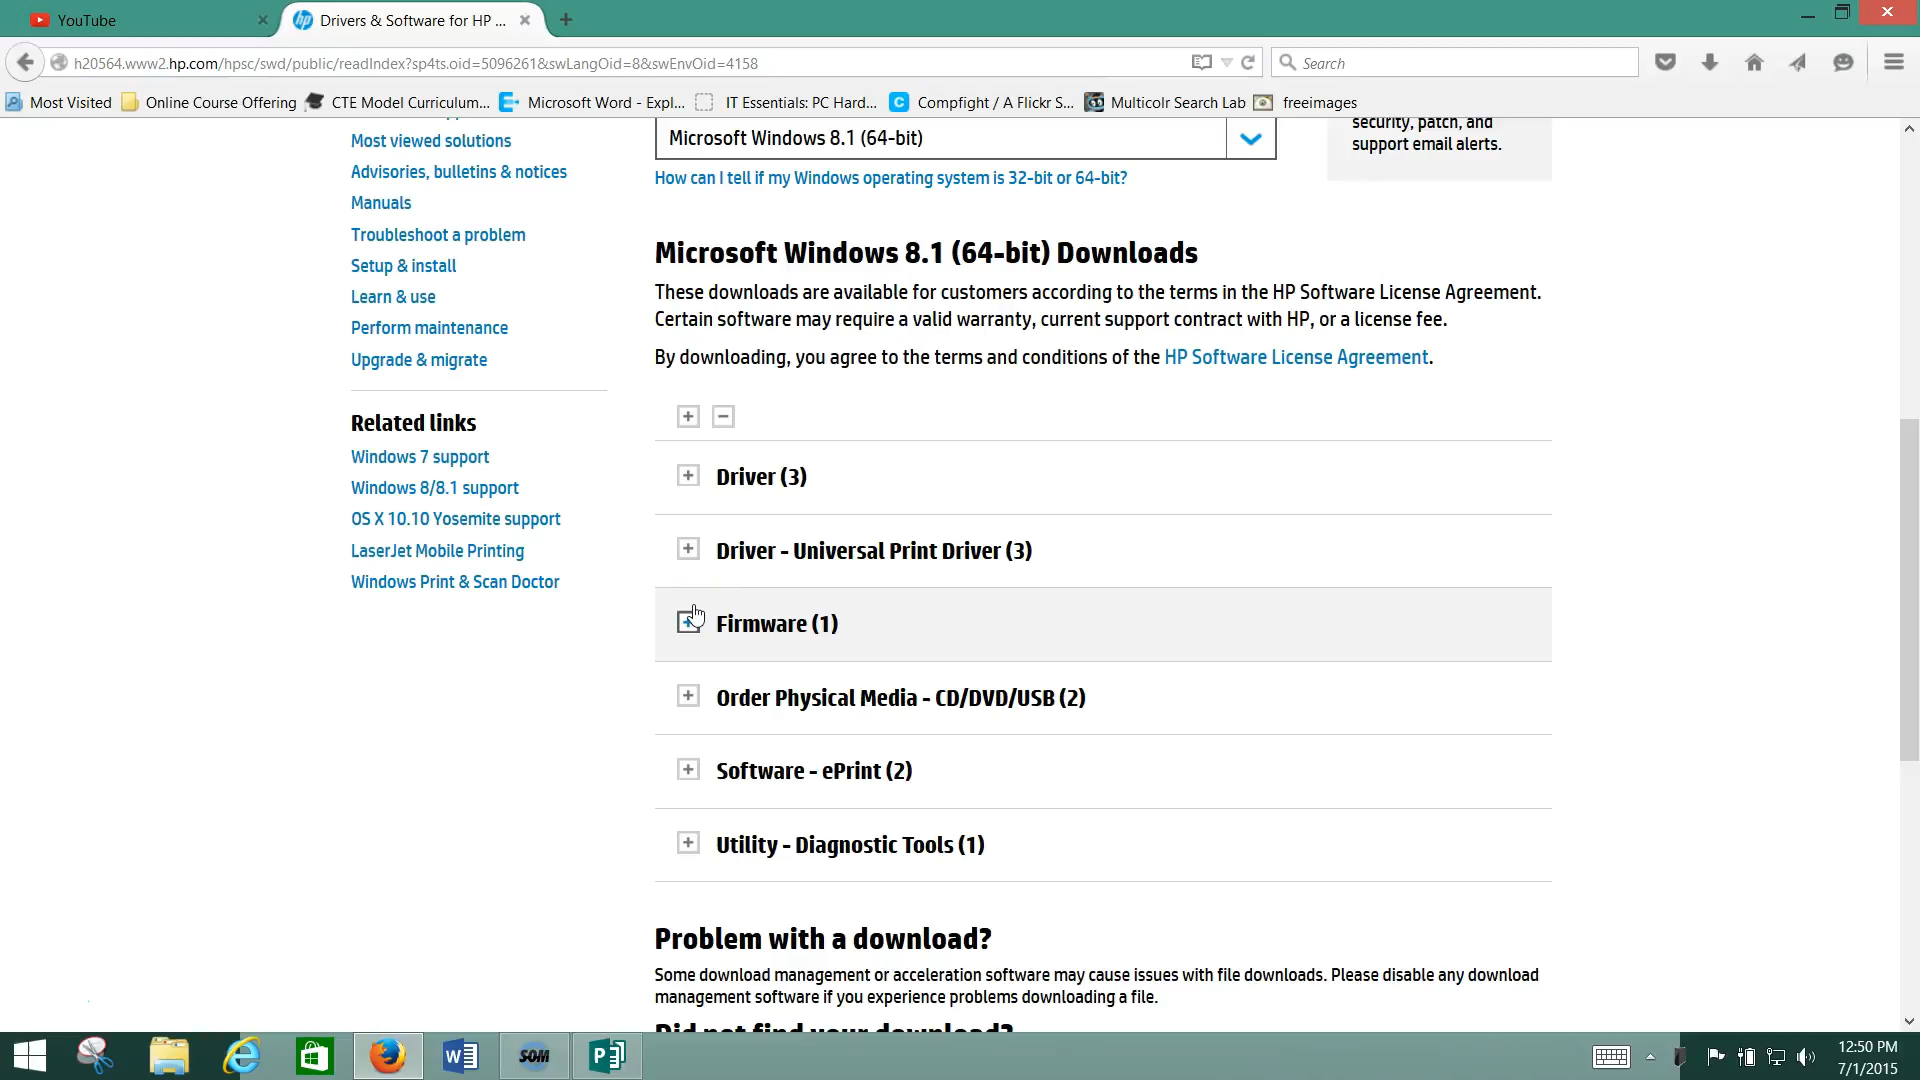 YouTube
Drivers & Software for HP ...
h20564.www2.hp.com/hpsc/swd/public/readIndex?sp4ts.oid=5096261&swLangOid=8&swEnvOid=4158
Search
Most Visited
Online Course Offering
CTE Model Curriculum...
Microsoft Word - Expl...
IT Essentials: PC Hard...
Compfight / A Flickr S...
Multicolr Search Lab
freeimages
Most viewed solutions
Advisories, bulletins & notices
Manuals
Troubleshoot a problem
Setup & install
Learn & use
Perform maintenance
Upgrade & migrate
Related links
Windows 7 support
Windows 8/8.1 support
OS X 10.10 Yosemite support
LaserJet Mobile Printing
Windows Print & Scan Doctor
Microsoft Windows 8.1 (64-bit)
How can I tell if my Windows operating system is 32-bit or 64-bit?
security, patch, and
support email alerts.
Microsoft Windows 8.1 (64-bit) Downloads
These downloads are available for customers according to the terms in the HP Software License Agreement.
Certain software may require a valid warranty, current support contract with HP, or a license fee.
By downloading, you agree to the terms and conditions of the HP Software License Agreement.
Driver (3)
Driver - Universal Print Driver (3)
Firmware (1)
Order Physical Media - CD/DVD/USB (2)
Software - ePrint (2)
Utility - Diagnostic Tools (1)
Problem with a download?
Some download management or acceleration software may cause issues with file downloads. Please disable any download
management software if you experience problems downloading a file.
Did not find your download?
SOM
12:50 PM
7/1/2015